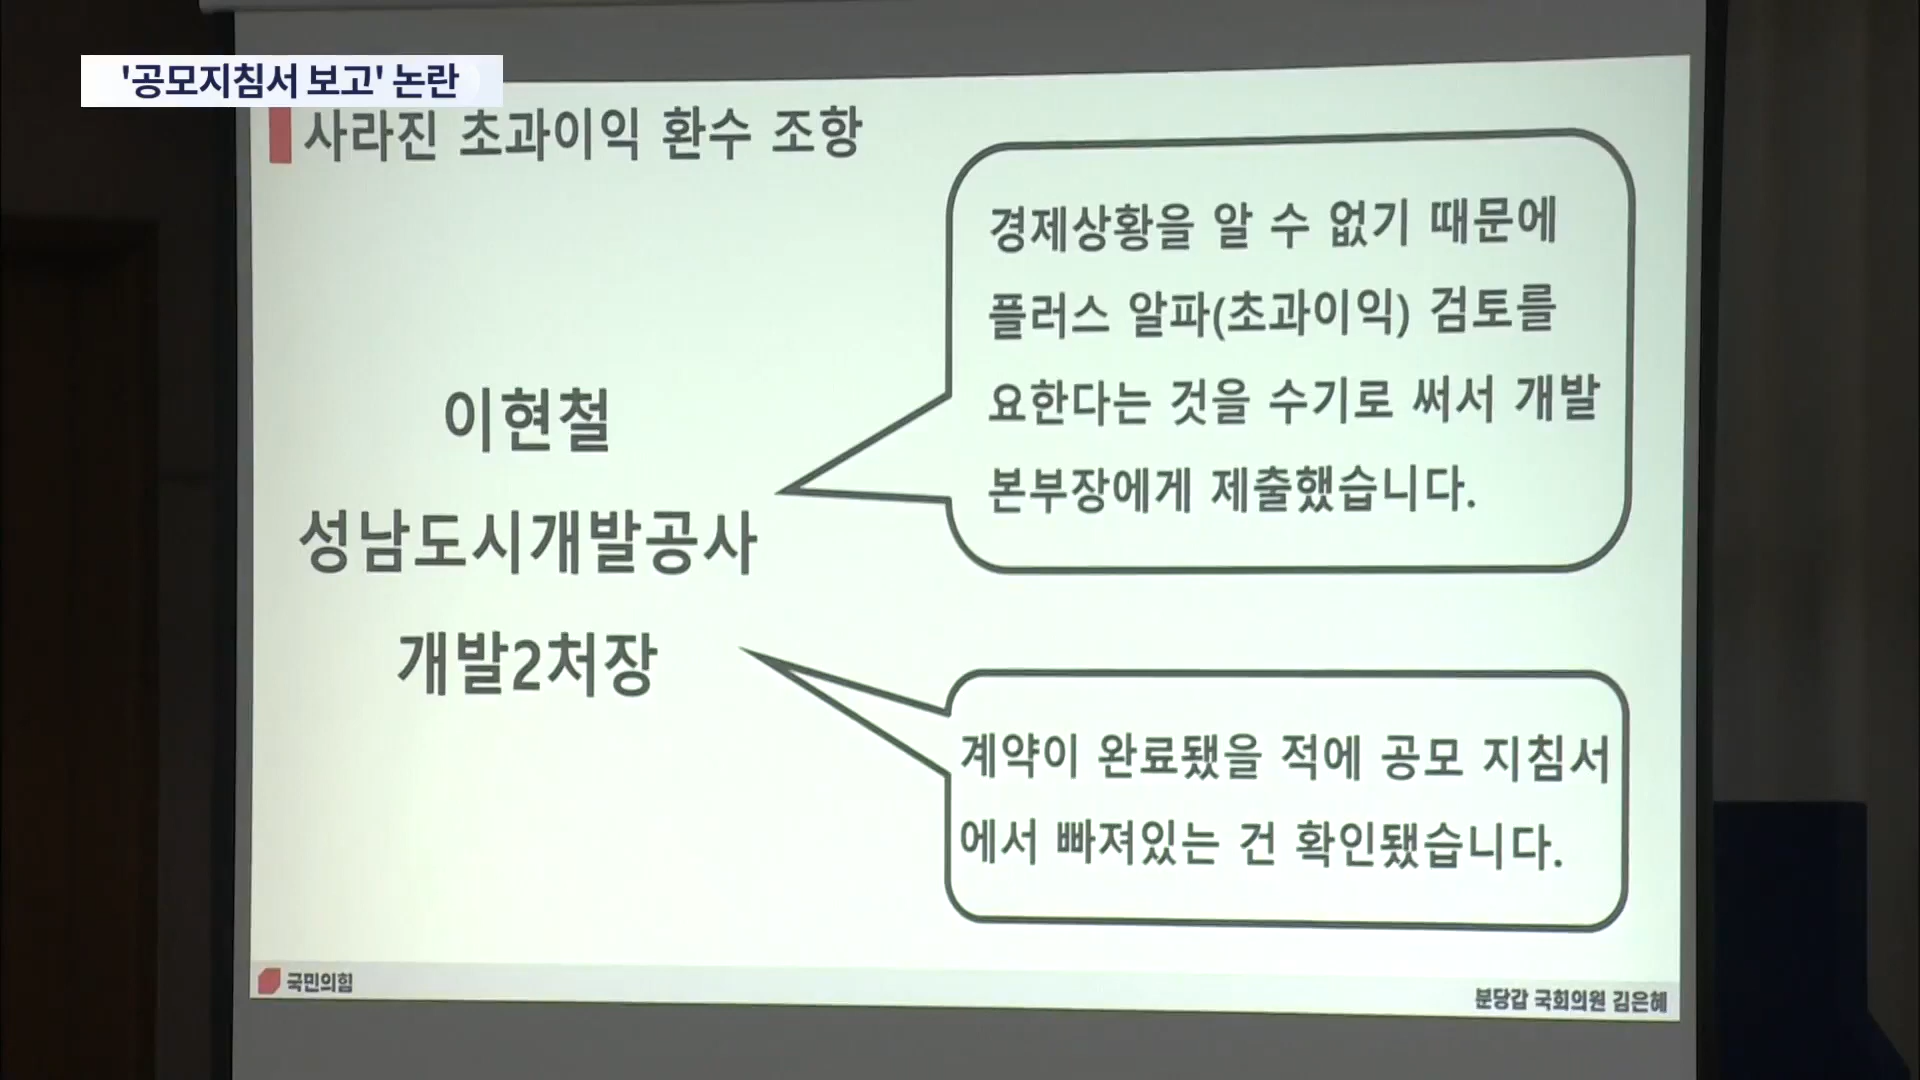 '공모지침서 보고' 논란
사라진 초과이익 환수 조항
경제상황을 알 수 없기 때문에
플러스 알파(초과이익) 검토를
요한다는 것을 수기로 써서 개발
본부장에게 제출했습니다.
이현철
성남도시개발공사
개발2처장
계약이 완료됐을 적에 공모 지침서
에서 빠져있는 건 확인됐습니다.
국민의힘
분당갑 국회의원 김은혜